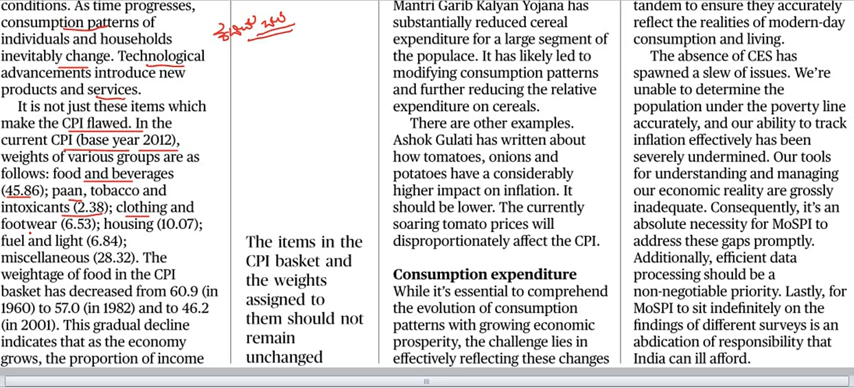 conditions. As time progresses,
consumption patterns of
individuals and households
inevitably change. Technological
advancements introduce new
products and services.
It is not just these items which
make the CPI flawed. In the
current CPI (base year 2012),
weights of various groups are as
follows: food and beverages
(45.86); paan, tobacco and
intoxicants (2.38); clothing and
footwear (6.53); housing (10.07);
fuel and light (6.84);
miscellaneous (28.32). The
weightage of food in the CPI
basket has decreased from 60.9 (in
1960) to 57.0 (in 1982) and to 46.2
(in 2001). This gradual decline
indicates that as the economy
grows, the proportion of income
The items in the
CPI basket and
the weights
assigned to
them should not
remain
unchanged
Mantri Garib Kalyan Yojana has
substantially reduced cereal
expenditure for a large segment of
the populace. It has likely led to
modifying consumption patterns
and further reducing the relative
expenditure on cereals.
There are other examples.
Ashok Gulati has written about
how tomatoes, onions and
potatoes have a considerably
higher impact on inflation. It
should be lower. The currently
soaring tomato prices will
disproportionately affect the CPI.
Consumption expenditure
While it's essential to comprehend
the evolution of consumption
patterns with growing economic
prosperity, the challenge lies in
effectively reflecting these changes
tandem to ensure they accurately
reflect the realities of modern-day
consumption and living.
The absence of CES has
spawned a slew of issues. We're
unable to determine the
population under the poverty line
accurately, and our ability to track
inflation effectively has been
severely undermined. Our tools
for understanding and managing
our economic reality are grossly
inadequate. Consequently, it's an
absolute necessity for MoSPI to
address these gaps promptly.
Additionally, efficient data
processing should be a
non-negotiable priority. Lastly, for
MoSPI to sit indefinitely on the
findings of different surveys is an
abdication of responsibility that
India can ill afford.